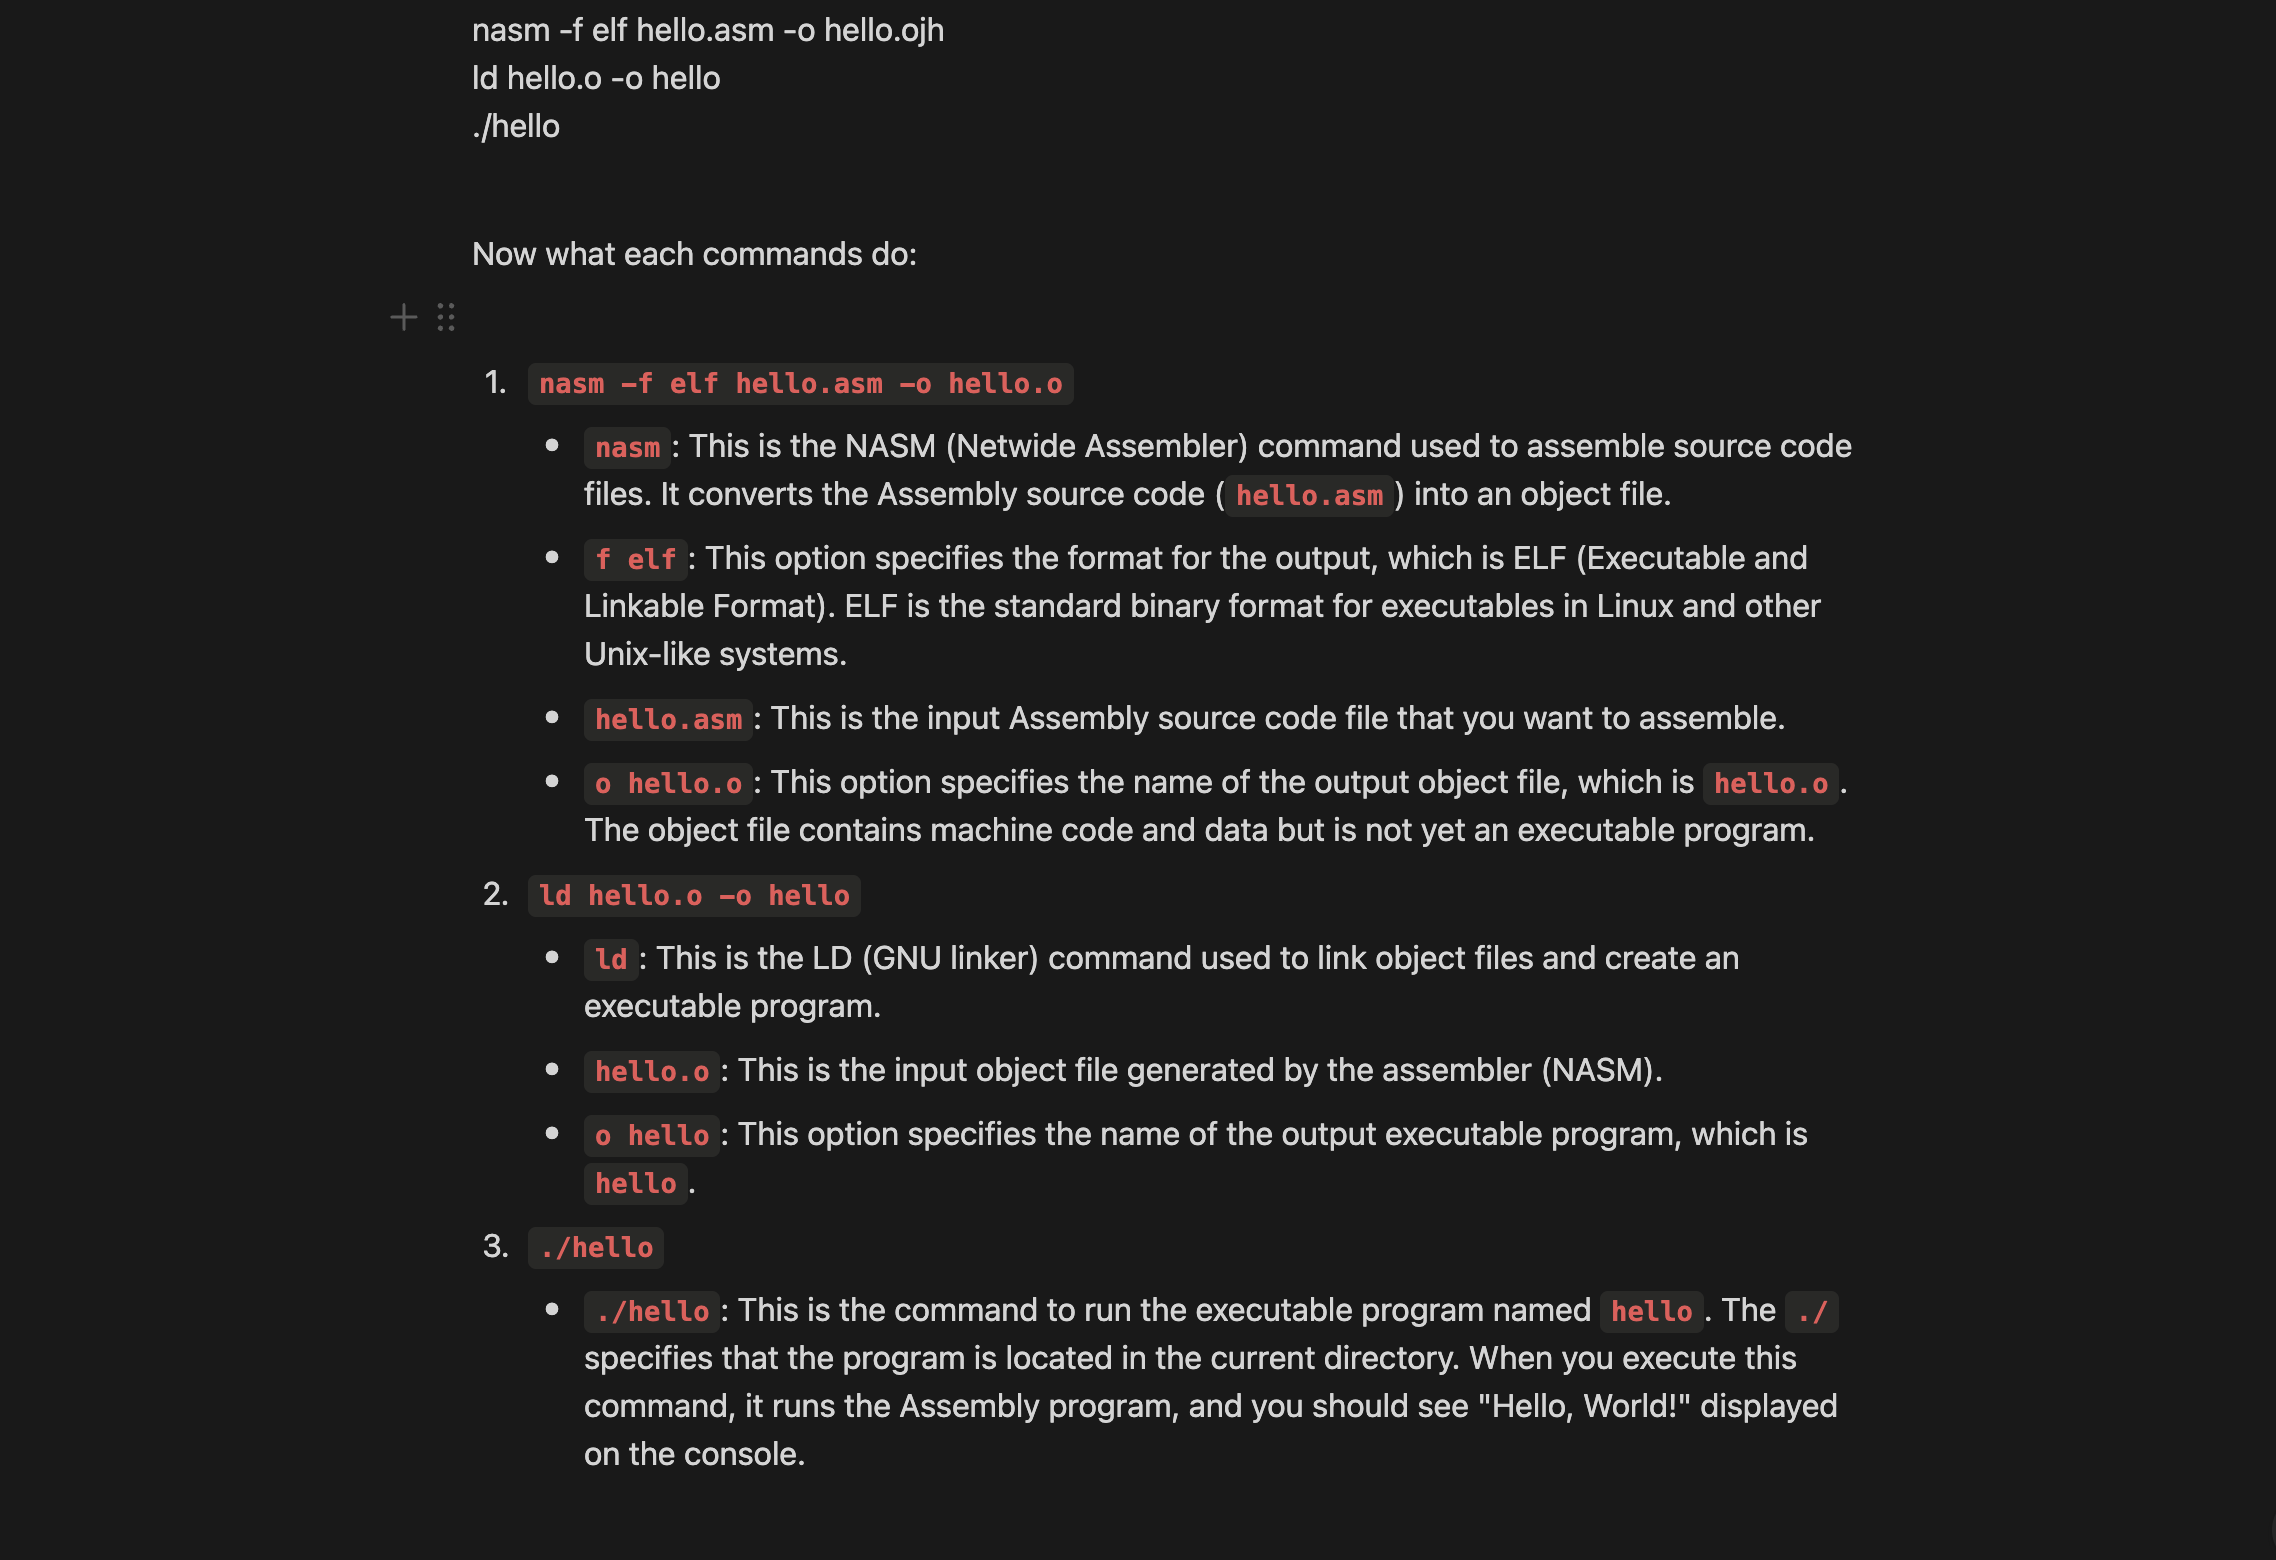 nasm -f elf hello.asm -o hello.ojh
ld hello.o -o hello
./hello
Now what each commands do:
1. nasm -f elf hello.asm -o hello.o
• nasm: This is the NASM (Netwide Assembler) command used to assemble source code
files. It converts the Assembly source code (hello.asm) into an object file.
• f elf: This option specifies the format for the output, which is ELF (Executable and
Linkable Format). ELF is the standard binary format for executables in Linux and other
Unix-like systems.
• hello.asm: This is the input Assembly source code file that you want to assemble.
• o hello.o: This option specifies the name of the output object file, which is hello.o.
The object file contains machine code and data but is not yet an executable program.
2. ld hello.o -o hello
• ld: This is the LD (GNU linker) command used to link object files and create an
executable program.
• hello.o: This is the input object file generated by the assembler (NASM).
• o hello: This option specifies the name of the output executable program, which is
hello.
3. ./hello
• ./hello: This is the command to run the executable program named hello. The ./
specifies that the program is located in the current directory. When you execute this
command, it runs the Assembly program, and you should see "Hello, World!" displayed
on the console.